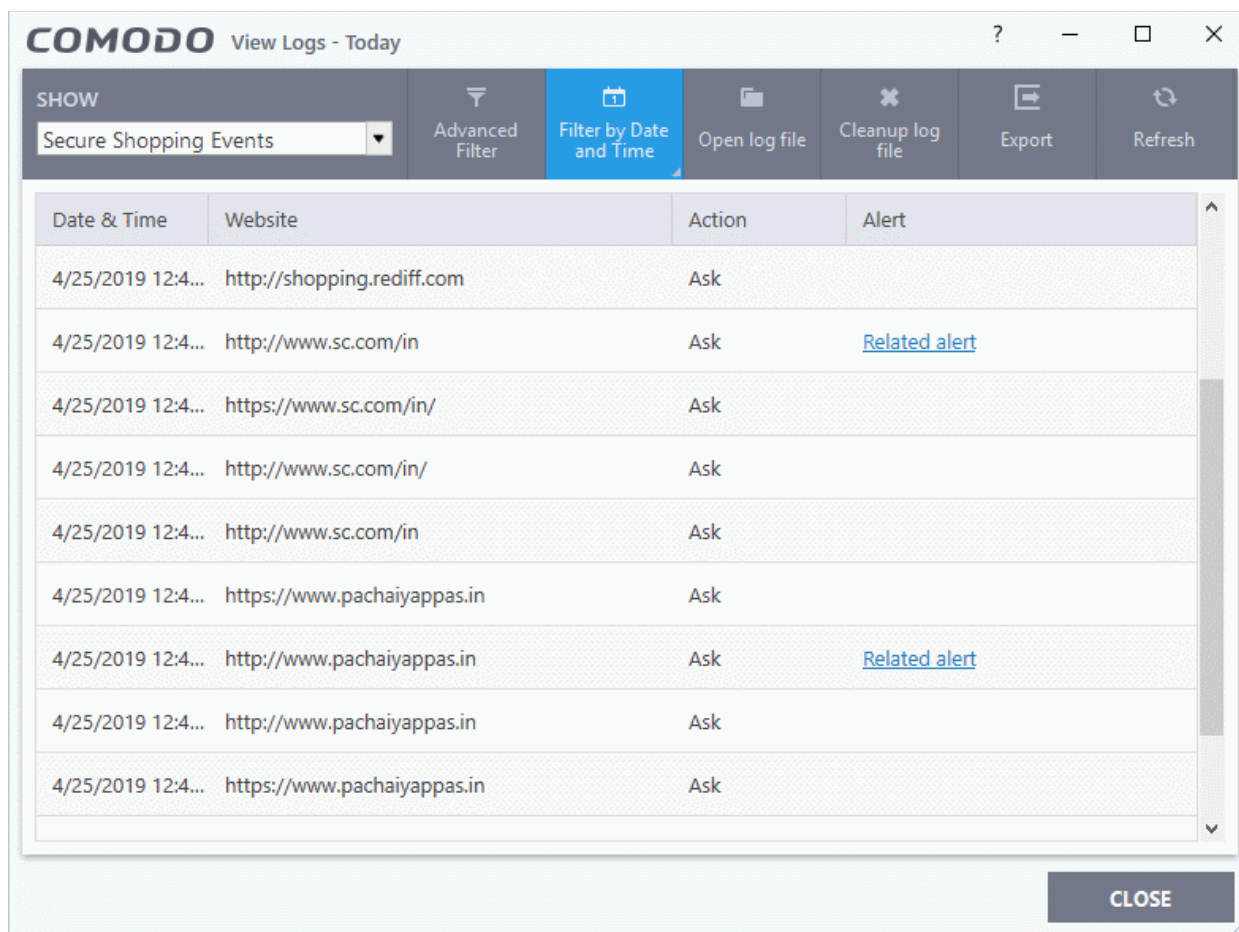 COMODO View Logs - Today
?
SHOW
Secure Shopping Events
Advanced
Filter
1
Filter by Date
and Time
Open log file
Cleanup log
file
Export
Refresh
Date & Time Website Action Alert
4/25/2019 12:4... http://shopping.rediff.com Ask
4/25/2019 12:4... http://www.sc.com/in Ask Related alert
4/25/2019 12:4... https://www.sc.com/in/ Ask
4/25/2019 12:4... http://www.sc.com/in/ Ask
4/25/2019 12:4... http://www.sc.com/in Ask
4/25/2019 12:4... https://www.pachaiyappas.in Ask
4/25/2019 12:4... http://www.pachaiyappas.in Ask Related alert
4/25/2019 12:4... http://www.pachaiyappas.in Ask
4/25/2019 12:4... https://www.pachaiyappas.in Ask
CLOSE